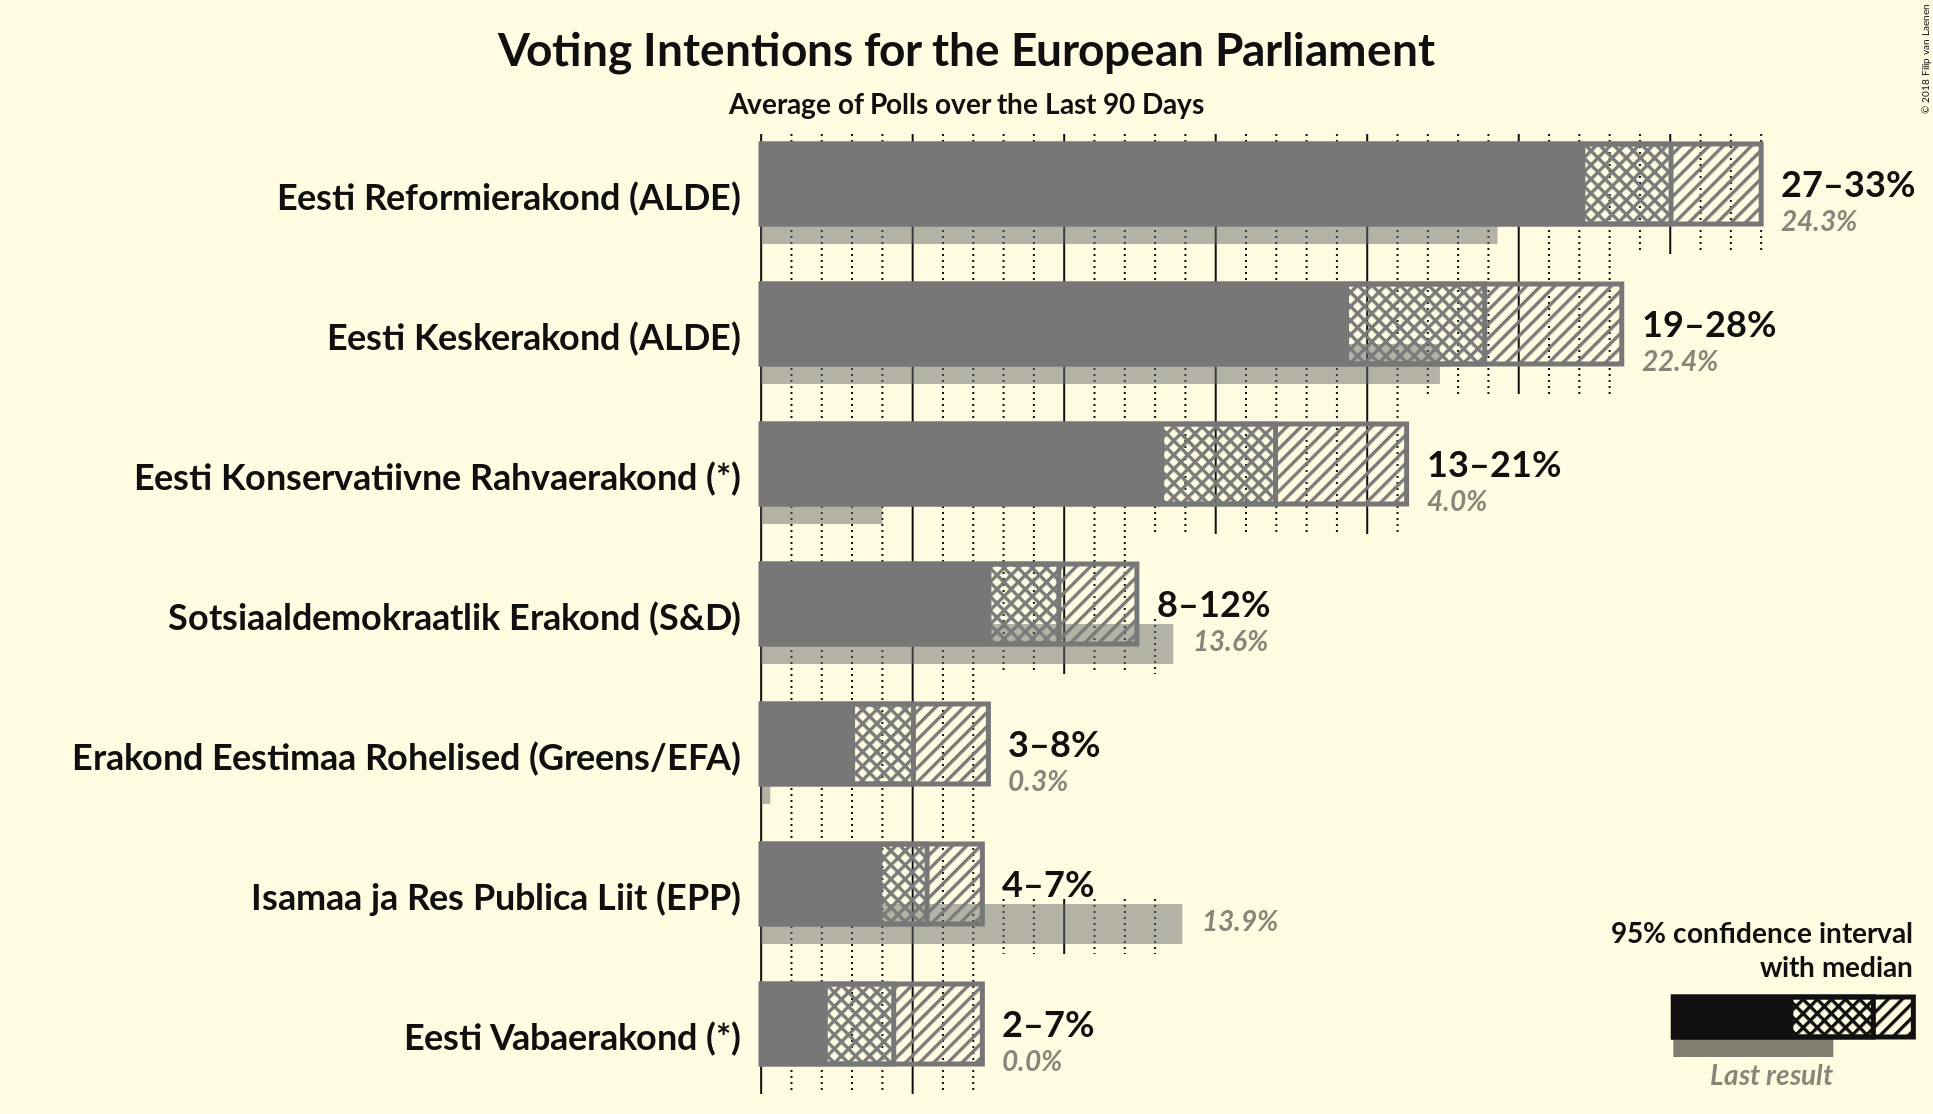 Voting Intentions for the European Parliament
Average of Polls over the Last 90 Days
© 2018 Filip van Laenen
Eesti Reformierakond (ALDE)
27–33%
24.3%
Eesti Keskerakond (ALDE)
19–28%
22.4%
Eesti Konservatiivne Rahvaerakond (*)
13–21%
4.0%
Sotsiaaldemokraatlik Erakond (S&D)
8–12%
13.6%
Erakond Eestimaa Rohelised (Greens/EFA)
3–8%
0.3%
Isamaa ja Res Publica Liit (EPP)
4–7%
13.9%
Eesti Vabaerakond (*)
2–7%
0.0%
95% confidence interval
with median
Last result